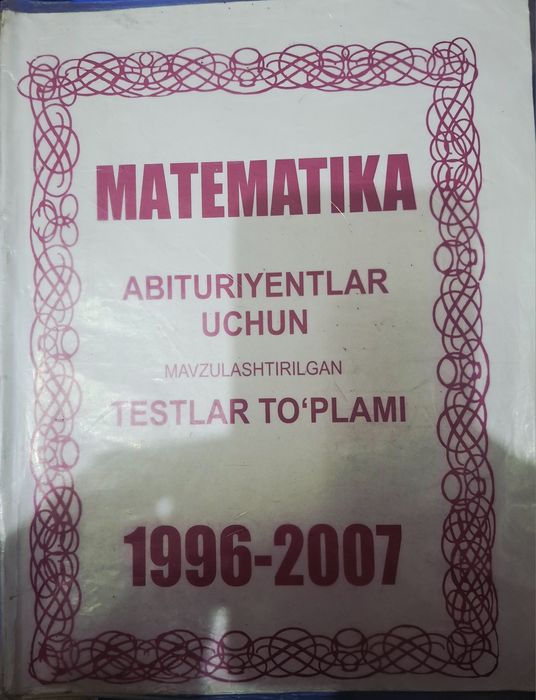 MATEMATIKA
ABITURIYENTLAR
UCHUN
MAVZULASHTIRILGAN
TESTLAR TO‘PLAMI
1996-2007